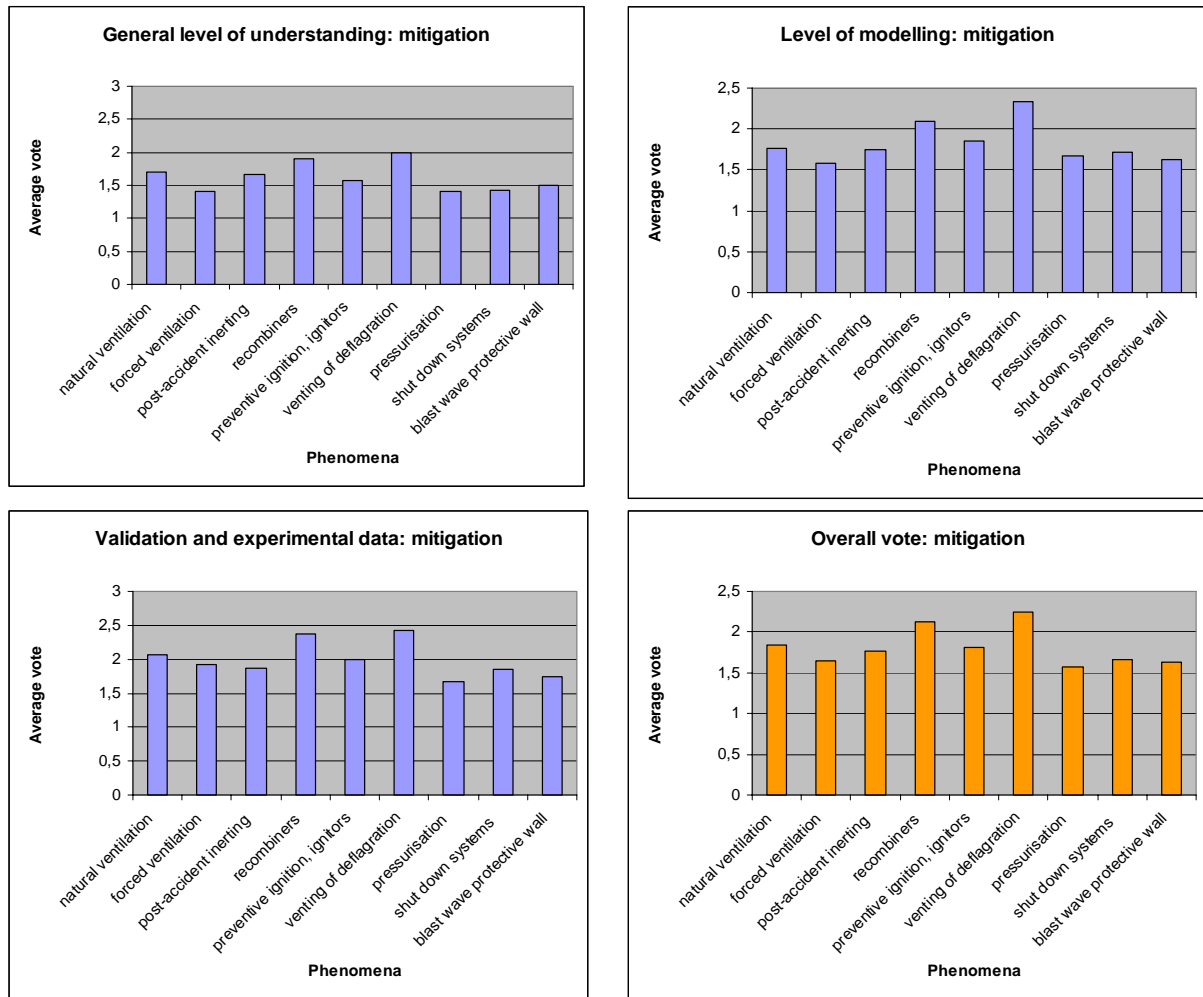 General level of understanding: mitigation
3
2,5
2
1,5
1
0,5
0
Average vote
natural ventilation
forced ventilation
post-accident inerting
recombiners
preventive ignition, ignitors
venting of deflagration
pressurisation
shut down systems
blast wave protective wall
Phenomena
Level of modelling: mitigation
2,5
2
1,5
1
0,5
0
Average vote
natural ventilation
forced ventilation
post-accident inerting
recombiners
preventive ignition, ignitors
venting of deflagration
pressurisation
shut down systems
blast wave protective wall
Phenomena
Validation and experimental data: mitigation
3
2,5
2
1,5
1
0,5
0
Average vote
natural ventilation
forced ventilation
post-accident inerting
recombiners
preventive ignition, ignitors
venting of deflagration
pressurisation
shut down systems
blast wave protective wall
Phenomena
Overall vote: mitigation
2,5
2
1,5
1
0,5
0
Average vote
natural ventilation
forced ventilation
post-accident inerting
recombiners
preventive ignition, ignitors
venting of deflagration
pressurisation
shut down systems
blast wave protective wall
Phenomena